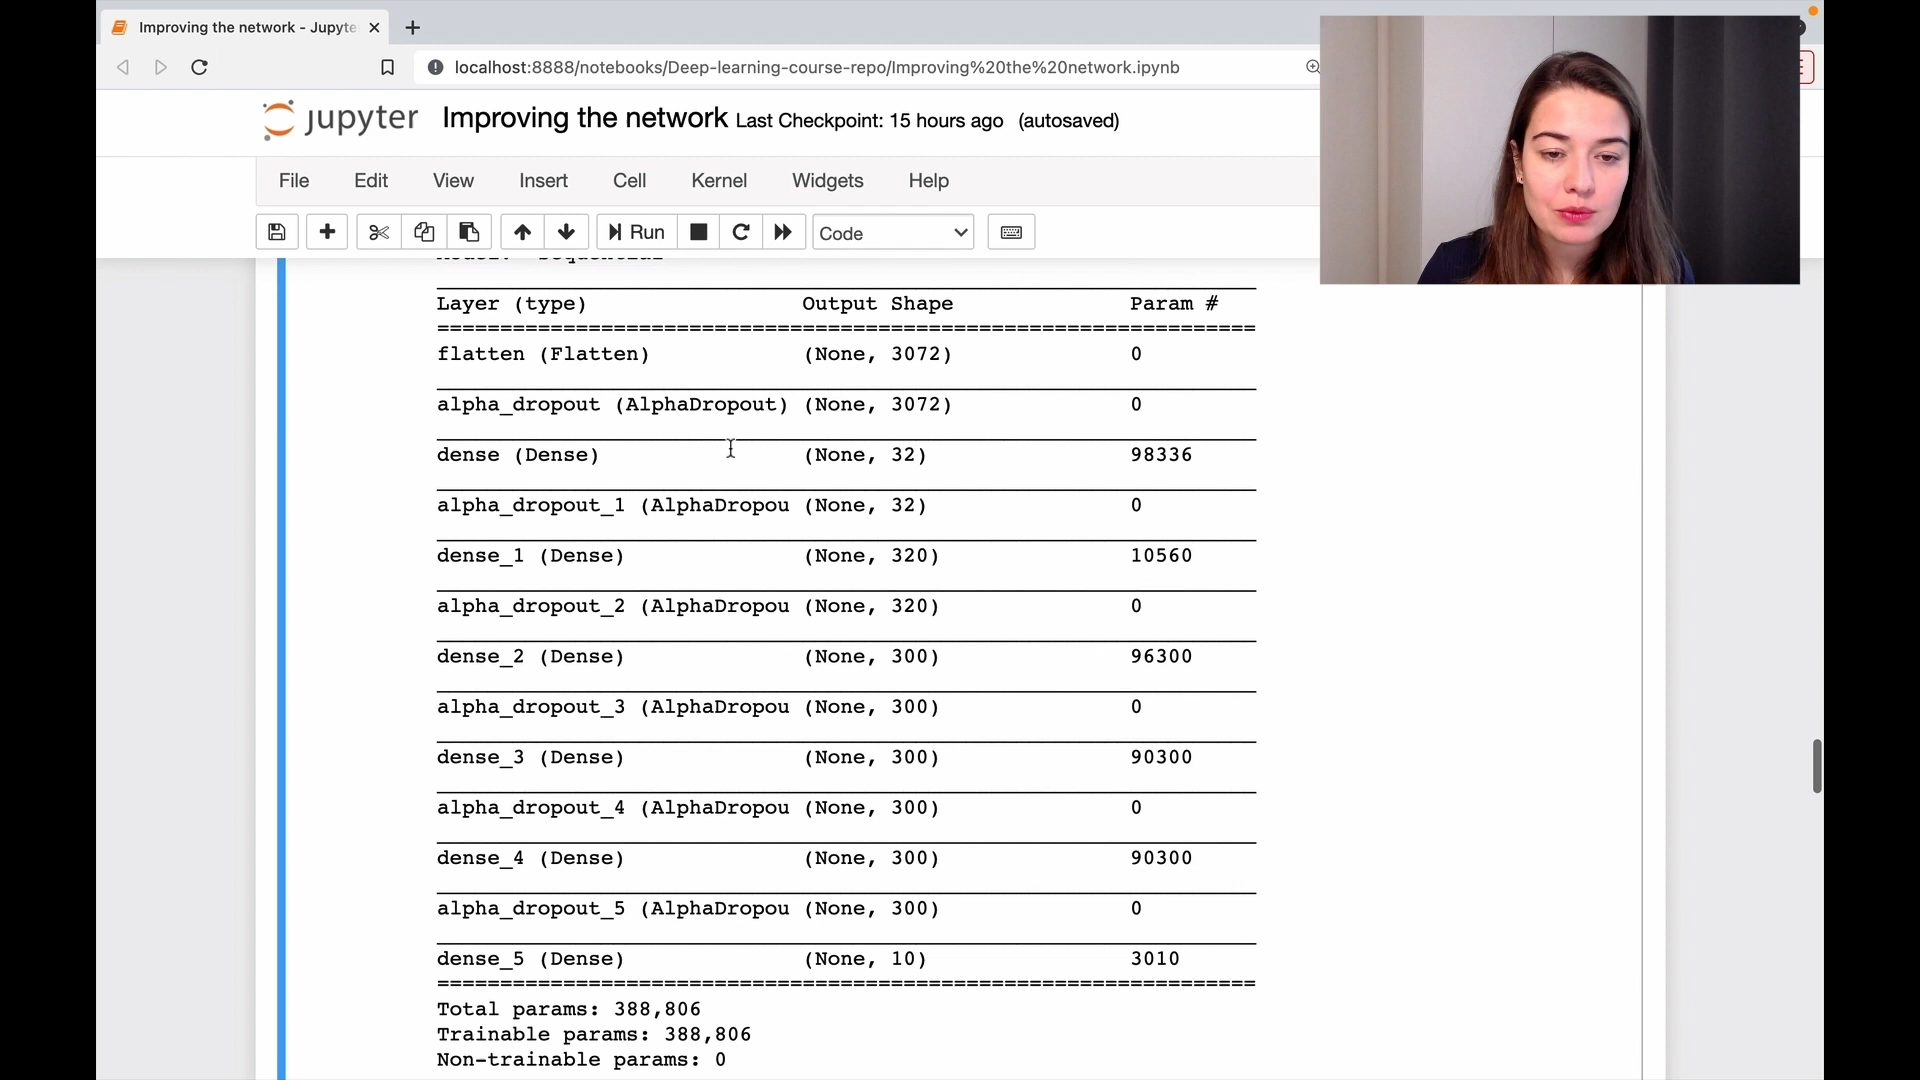 Improving the network - Jupyte
localhost:8888/notebooks/Deep-learning-course-repo/Improving%20the%20network.ipynb
jupyter Improving the network Last Checkpoint: 15 hours ago (autosaved)
File Edit View Insert Cell Kernel Widgets Help
Run Code
Layer (type) Output Shape Param #
=================================================================
flatten (Flatten) (None, 3072) 0
alpha_dropout (AlphaDropout) (None, 3072) 0
dense (Dense) (None, 32) 98336
alpha_dropout_1 (AlphaDropou (None, 32) 0
dense_1 (Dense) (None, 320) 10560
alpha_dropout_2 (AlphaDropou (None, 320) 0
dense_2 (Dense) (None, 300) 96300
alpha_dropout_3 (AlphaDropou (None, 300) 0
dense_3 (Dense) (None, 300) 90300
alpha_dropout_4 (AlphaDropou (None, 300) 0
dense_4 (Dense) (None, 300) 90300
alpha_dropout_5 (AlphaDropou (None, 300) 0
dense_5 (Dense) (None, 10) 3010
=================================================================
Total params: 388,806
Trainable params: 388,806
Non-trainable params: 0